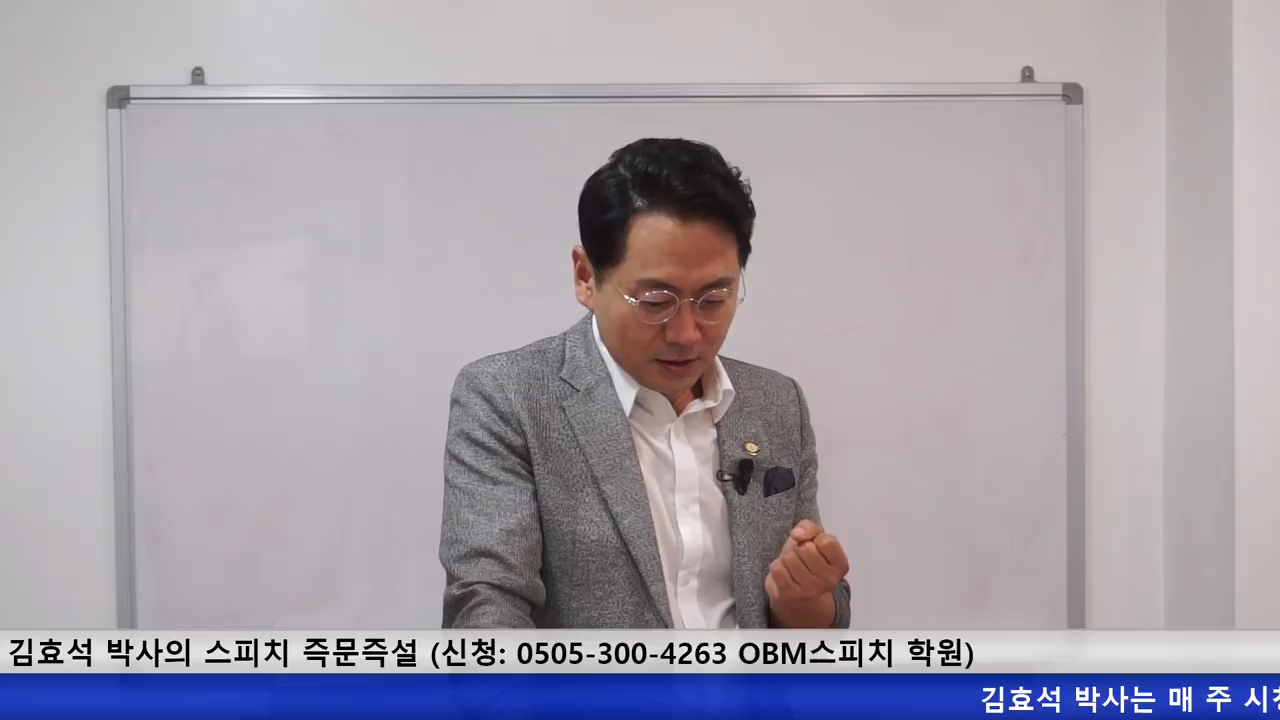 김효석 박사의 스피치 즉문즉설 (신청: 0505-300-4263 OBM스피치 학원)
김효석 박사는 매 주 시청